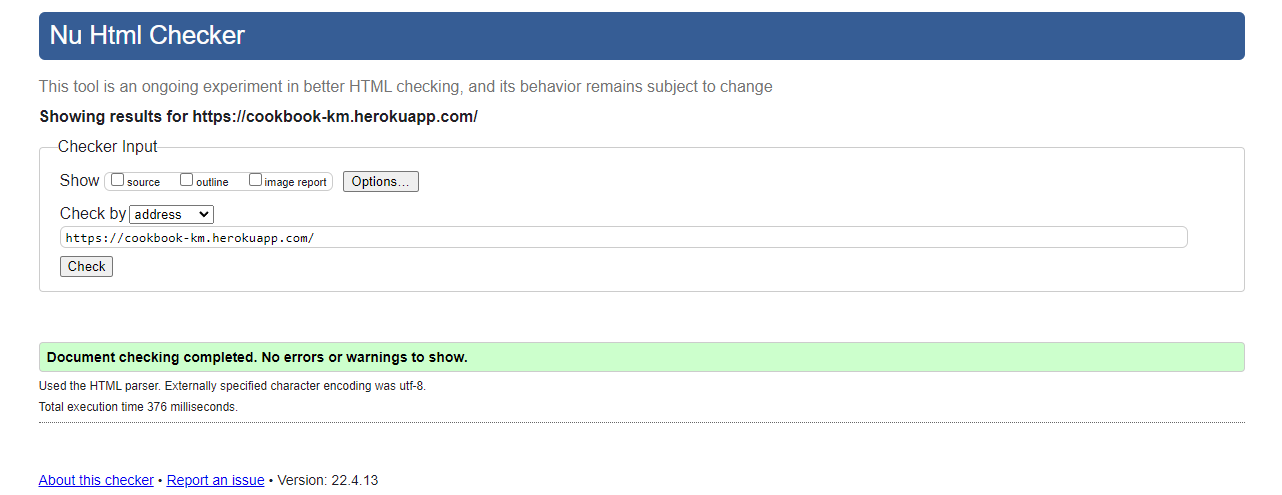 Nu Html Checker
This tool is an ongoing experiment in better HTML checking, and its behavior remains subject to change
Showing results for https://cookbook-km.herokuapp.com/
Checker Input
Show source outline image report Options...
Check by address
https://cookbook-km.herokuapp.com/
Check
Document checking completed. No errors or warnings to show.
Used the HTML parser. Externally specified character encoding was utf-8.
Total execution time 376 milliseconds.
About this checker • Report an issue • Version: 22.4.13